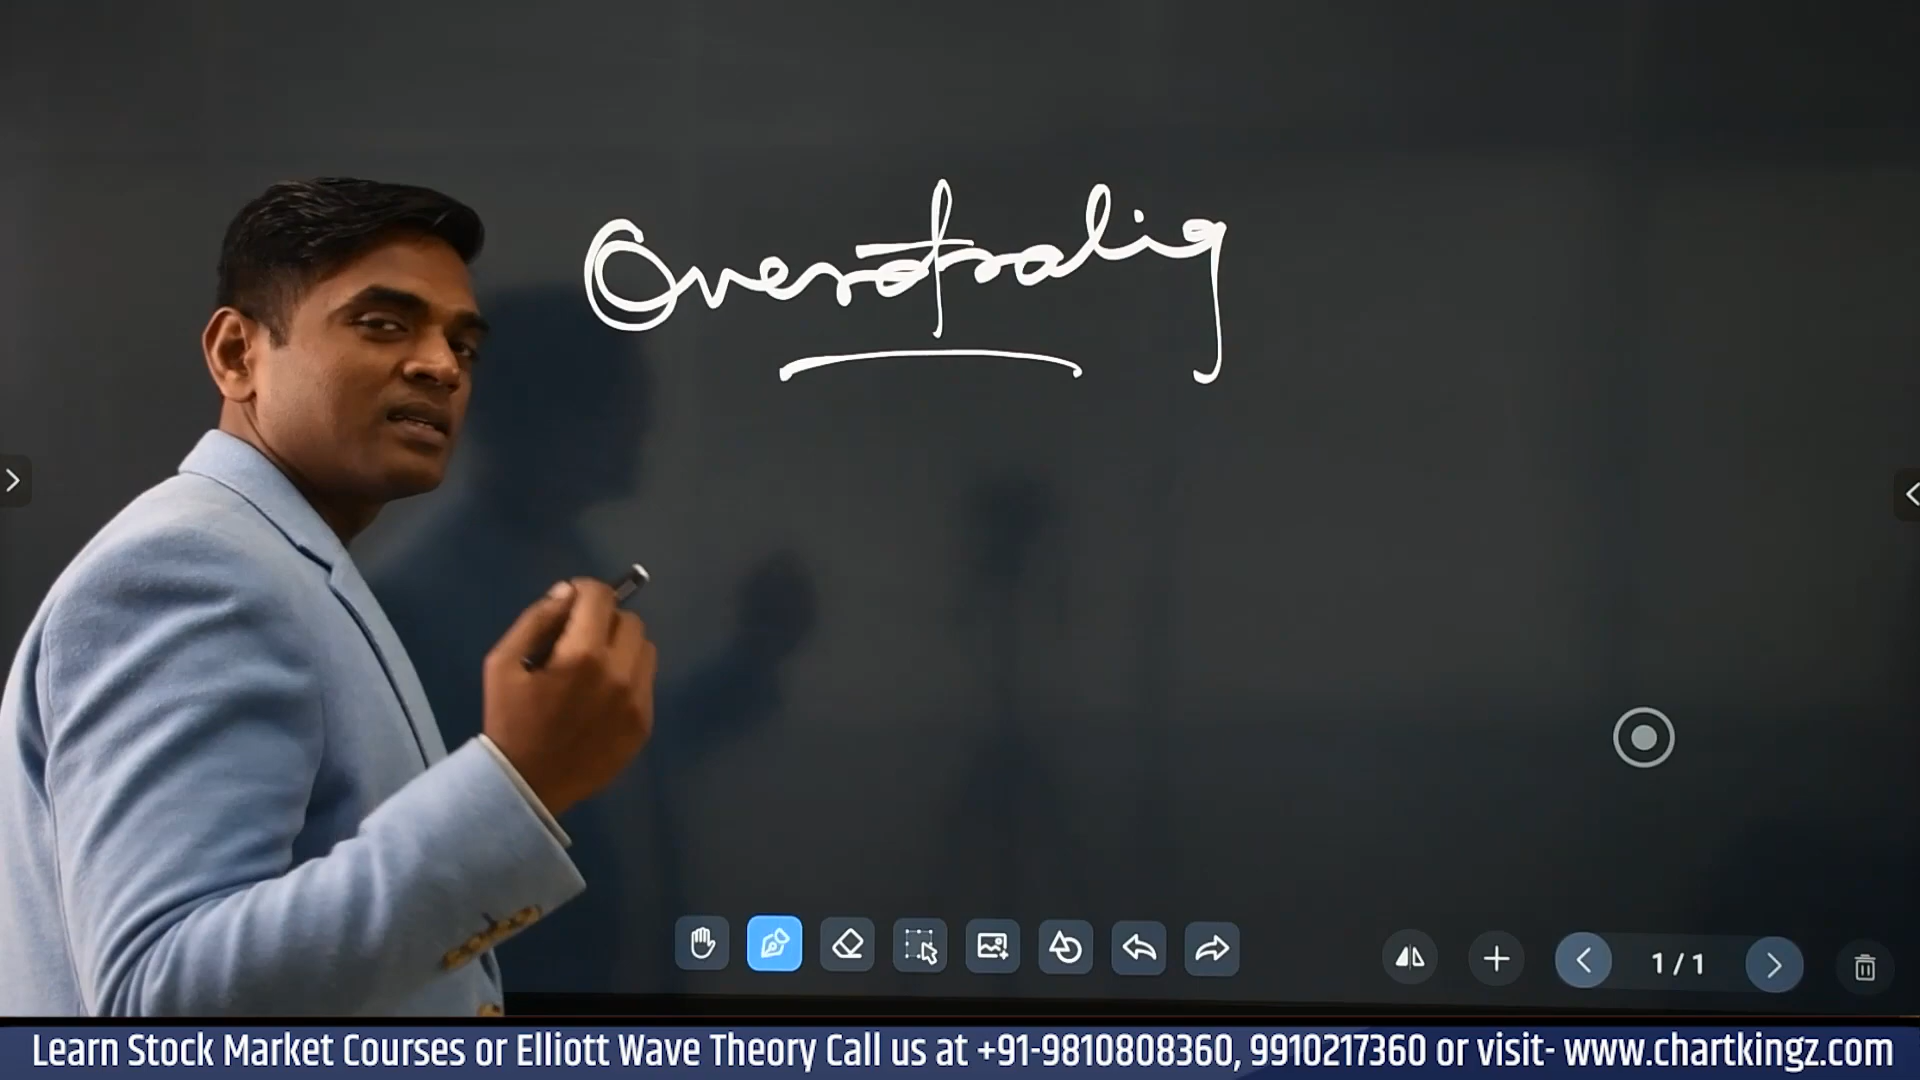 Overtradig
1 / 1
Learn Stock Market Courses or Elliott Wave Theory Call us at +91-9810808360, 9910217360 or visit- www.chartkingz.com